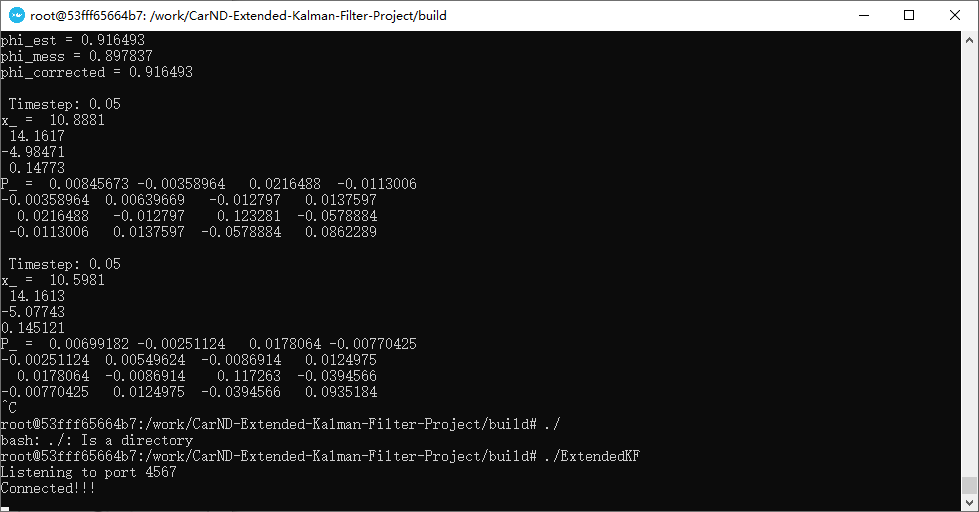 root@53fff65664b7: /work/CarND-Extended-Kalman-Filter-Project/build
phi_est = 0.916493
phi_mess = 0.897837
phi_corrected = 0.916493
Timestep: 0.05
x_ =  10.8881
14.1617
-4.98471
0.14773
P_ =  0.00845673 -0.00358964   0.0216488  -0.0113006
-0.00358964  0.00639669   -0.012797   0.0137597
0.0216488   -0.012797    0.123281  -0.0578884
-0.0113006   0.0137597  -0.0578884   0.0862289
Timestep: 0.05
x_ =  10.5981
14.1613
-5.07743
0.145121
P_ =  0.00699182 -0.00251124   0.0178064 -0.00770425
-0.00251124  0.00549624  -0.0086914   0.0124975
0.0178064  -0.0086914    0.117263  -0.0394566
-0.00770425   0.0124975  -0.0394566   0.0935184
^C
root@53fff65664b7:/work/CarND-Extended-Kalman-Filter-Project/build# ./
bash: ./: Is a directory
root@53fff65664b7:/work/CarND-Extended-Kalman-Filter-Project/build# ./ExtendedKF
Listening to port 4567
Connected!!!